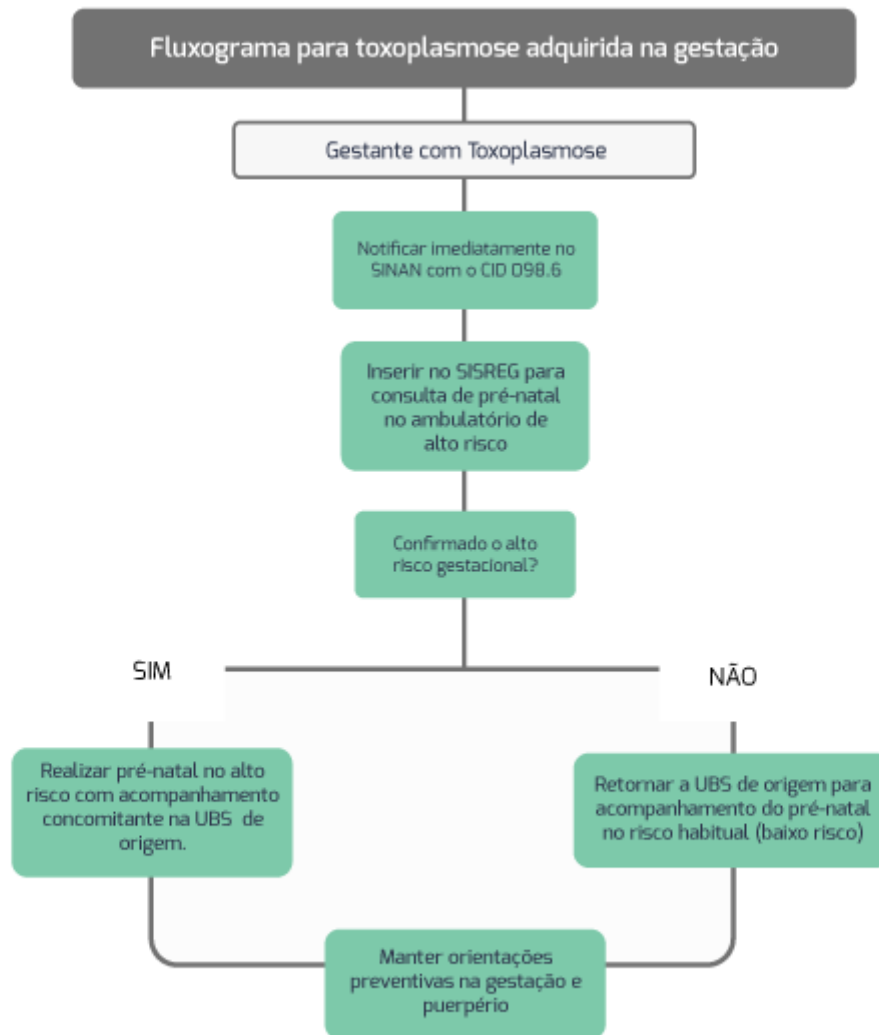 Fluxograma para toxoplasmose adquirida na gestação
Gestante com Toxoplasmose
Notificar imediatamente no
SINAN com o CID O98.6
Inserir no SISREG para
consulta de pré-natal
no ambulatório de
alto risco
Confirmado o alto
risco gestacional?
SIM
NÃO
Realizar pré-natal no alto
risco com acompanhamento
concomitante na UBS de
origem.
Retornar a UBS de origem para
acompanhamento do pré-natal
no risco habitual (baixo risco)
Manter orientações
preventivas na gestação e
puerpério